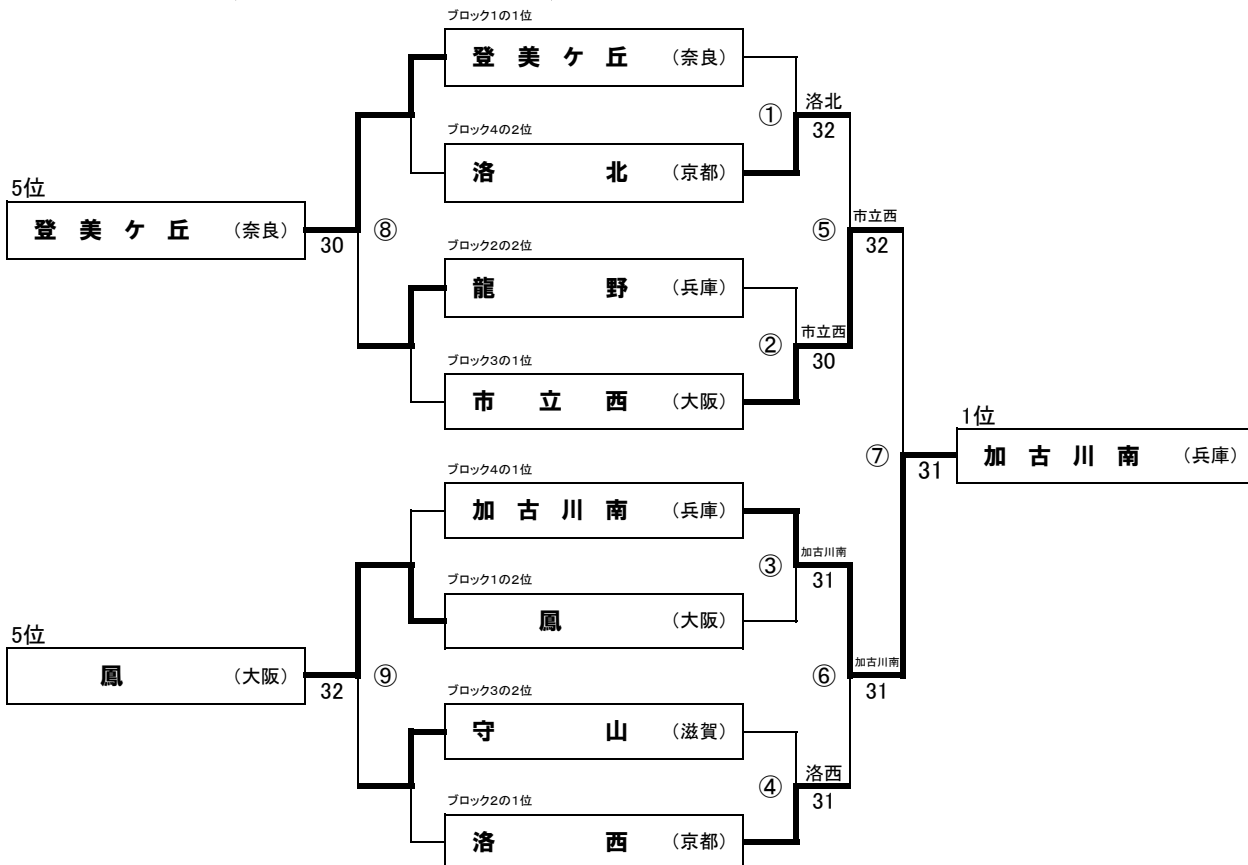 ブロック1の1位
登美ケ丘 (奈良)
① 洛北
32
ブロック4の2位
洛北 (京都)
5位
登美ケ丘 (奈良)
30
⑧
⑤ 市立西
32
ブロック2の2位
龍野 (兵庫)
② 市立西
30
ブロック3の1位
市立西 (大阪)
1位
加古川南 (兵庫)
⑦
31
ブロック4の1位
加古川南 (兵庫)
③ 加古川南
31
ブロック1の2位
鳳 (大阪)
5位
鳳 (大阪)
32
⑨
⑥ 加古川南
31
ブロック3の2位
守山 (滋賀)
④ 洛西
31
ブロック2の1位
洛西 (京都)